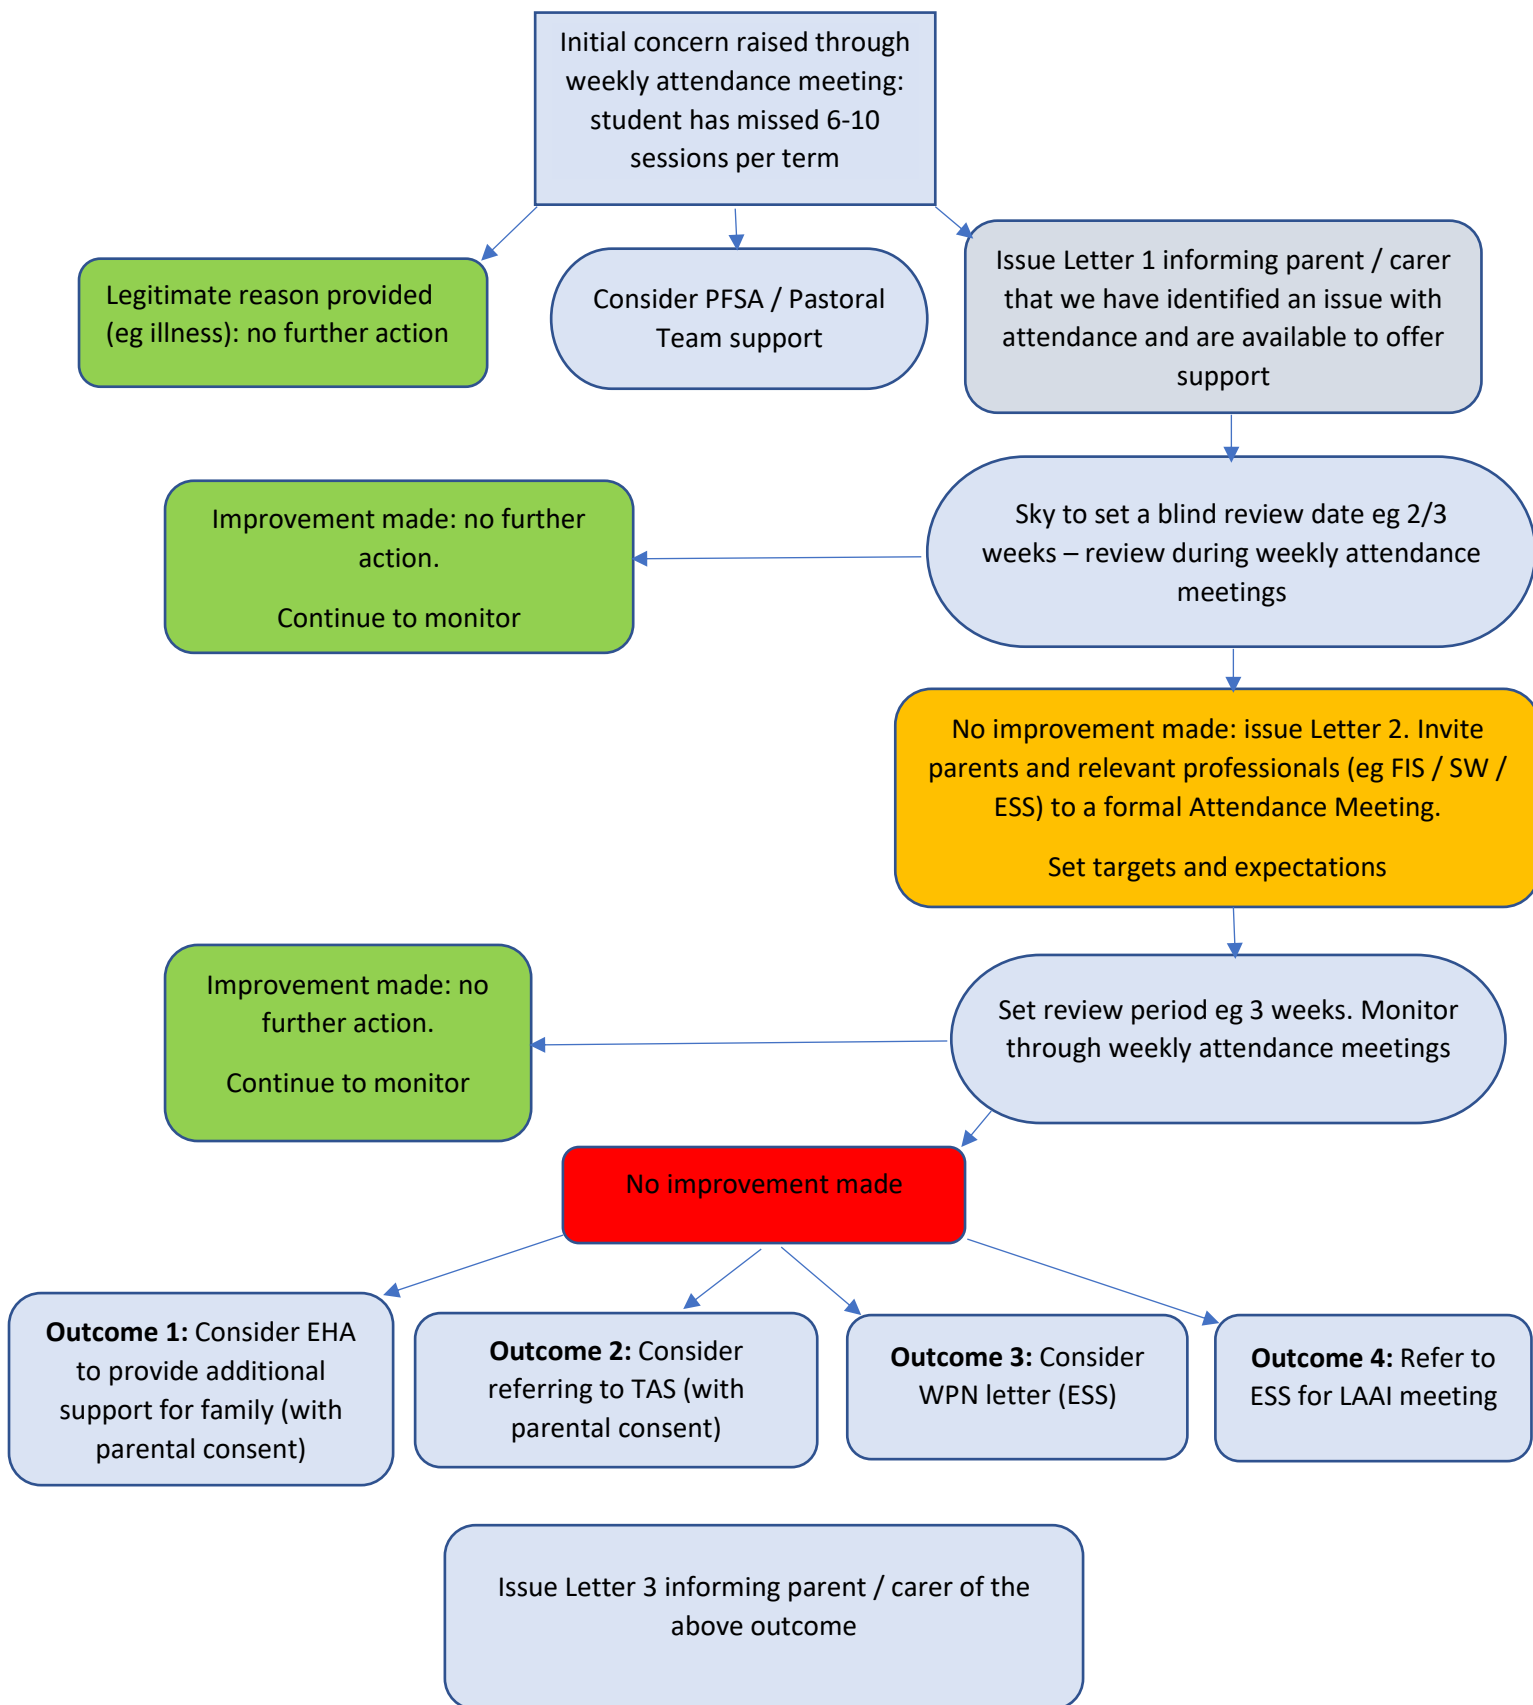 Initial concern raised through
weekly attendance meeting:
student has missed 6-10
sessions per term
Legitimate reason provided
(eg illness): no further action
Consider PFSA / Pastoral
Team support
Issue Letter 1 informing parent / carer
that we have identified an issue with
attendance and are available to offer
support
Improvement made: no further
action.
Continue to monitor
Sky to set a blind review date eg 2/3
weeks – review during weekly attendance
meetings
No improvement made: issue Letter 2. Invite
parents and relevant professionals (eg FIS / SW /
ESS) to a formal Attendance Meeting.
Set targets and expectations
Improvement made: no
further action.
Continue to monitor
Set review period eg 3 weeks. Monitor
through weekly attendance meetings
No improvement made
Outcome 1: Consider EHA
to provide additional
support for family (with
parental consent)
Outcome 2: Consider
referring to TAS (with
parental consent)
Outcome 3: Consider
WPN letter (ESS)
Outcome 4: Refer to
ESS for LAAI meeting
Issue Letter 3 informing parent / carer of the
above outcome